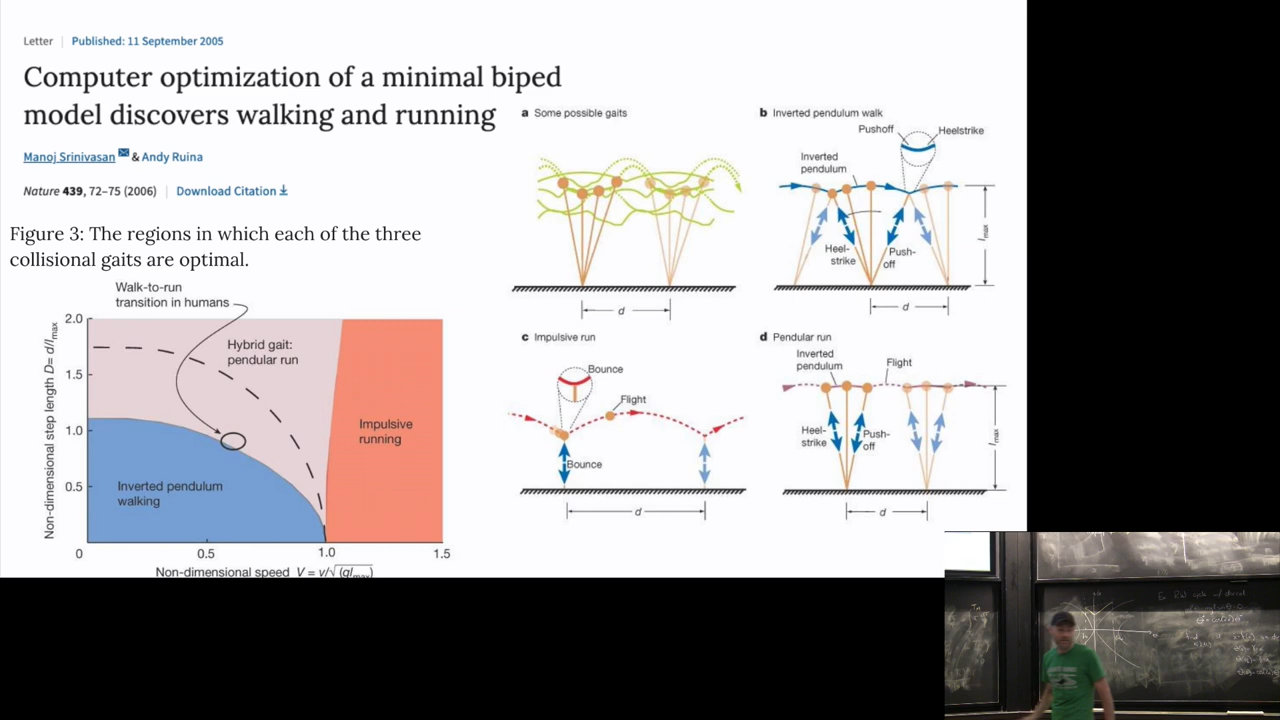 Letter | Published: 11 September 2005
Computer optimization of a minimal biped
model discovers walking and running
Manoj Srinivasan & Andy Ruina
Nature 439, 72–75 (2006) | Download Citation
Figure 3: The regions in which each of the three
collisional gaits are optimal.
Walk-to-run
transition in humans
Non-dimensional step length D= d/lmax
2.0
1.5
1.0
0.5
0
0.5
1.0
1.5
Hybrid gait:
pendular run
Impulsive
running
Inverted pendulum
walking
Non-dimensional speed V = v/√(glmax)
a Some possible gaits
d
b Inverted pendulum walk
Pushoff
Heelstrike
Inverted
pendulum
Heel-
strike
Push-
off
lmax
d
c Impulsive run
Bounce
Flight
Bounce
d
d Pendular run
Inverted
pendulum
Flight
Heel-
strike
Push-
off
lmax
d